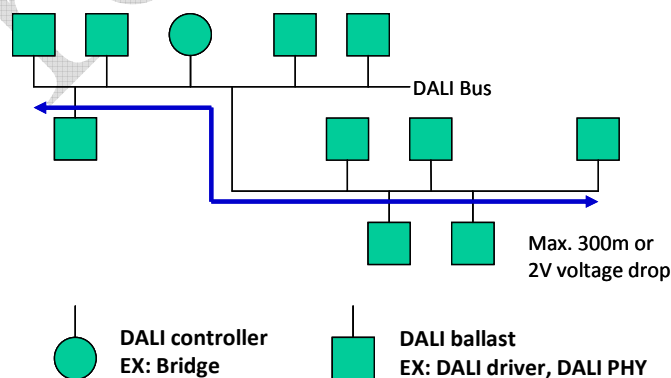 DALI Bus
Max. 300m or
2V voltage drop
DALI controller
EX: Bridge
DALI ballast
EX: DALI driver, DALI PHY